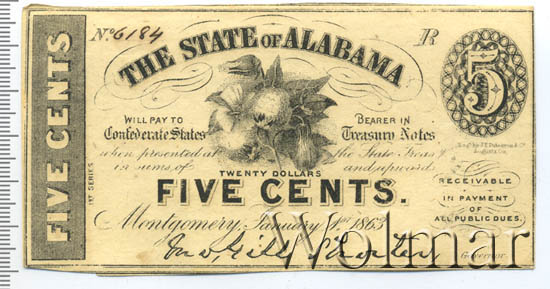 No. 6184
R
THE STATE OF ALABAMA
5
FIVE CENTS
1ST SERIES
WILL PAY TO BEARER IN
Confederate States Treasury Notes
when presented at the State Treas'y
in sums of TWENTY DOLLARS and upward
FIVE CENTS.
RECEIVABLE
IN PAYMENT
OF
ALL PUBLIC DUES.
Montgomery, January 1st 1863
Governor.
Wolmar